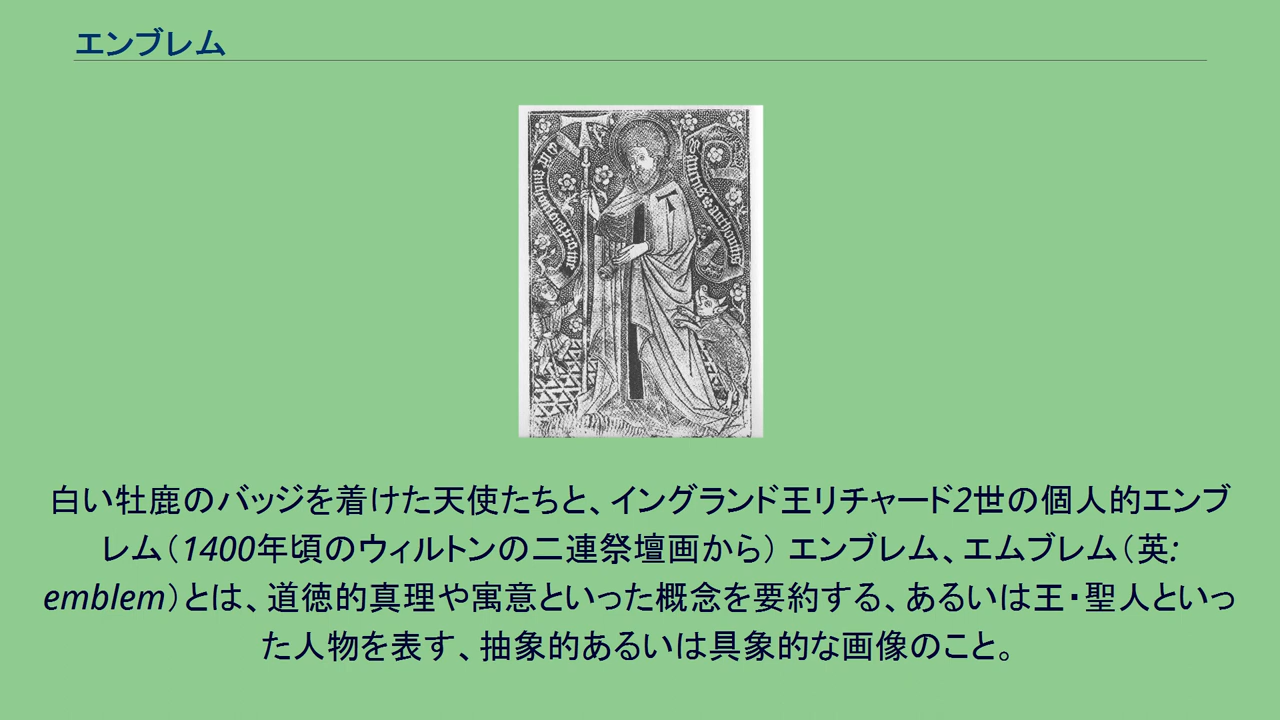 エンブレム
白い牡鹿のバッジを着けた天使たちと、イングランド王リチャード2世の個人的エンブ
レム（1400年頃のウィルトンの二連祭壇画から） エンブレム、エムブレム（英:
emblem）とは、道徳的真理や寓意といった概念を要約する、あるいは王・聖人といっ
た人物を表す、抽象的あるいは具象的な画像のこと。